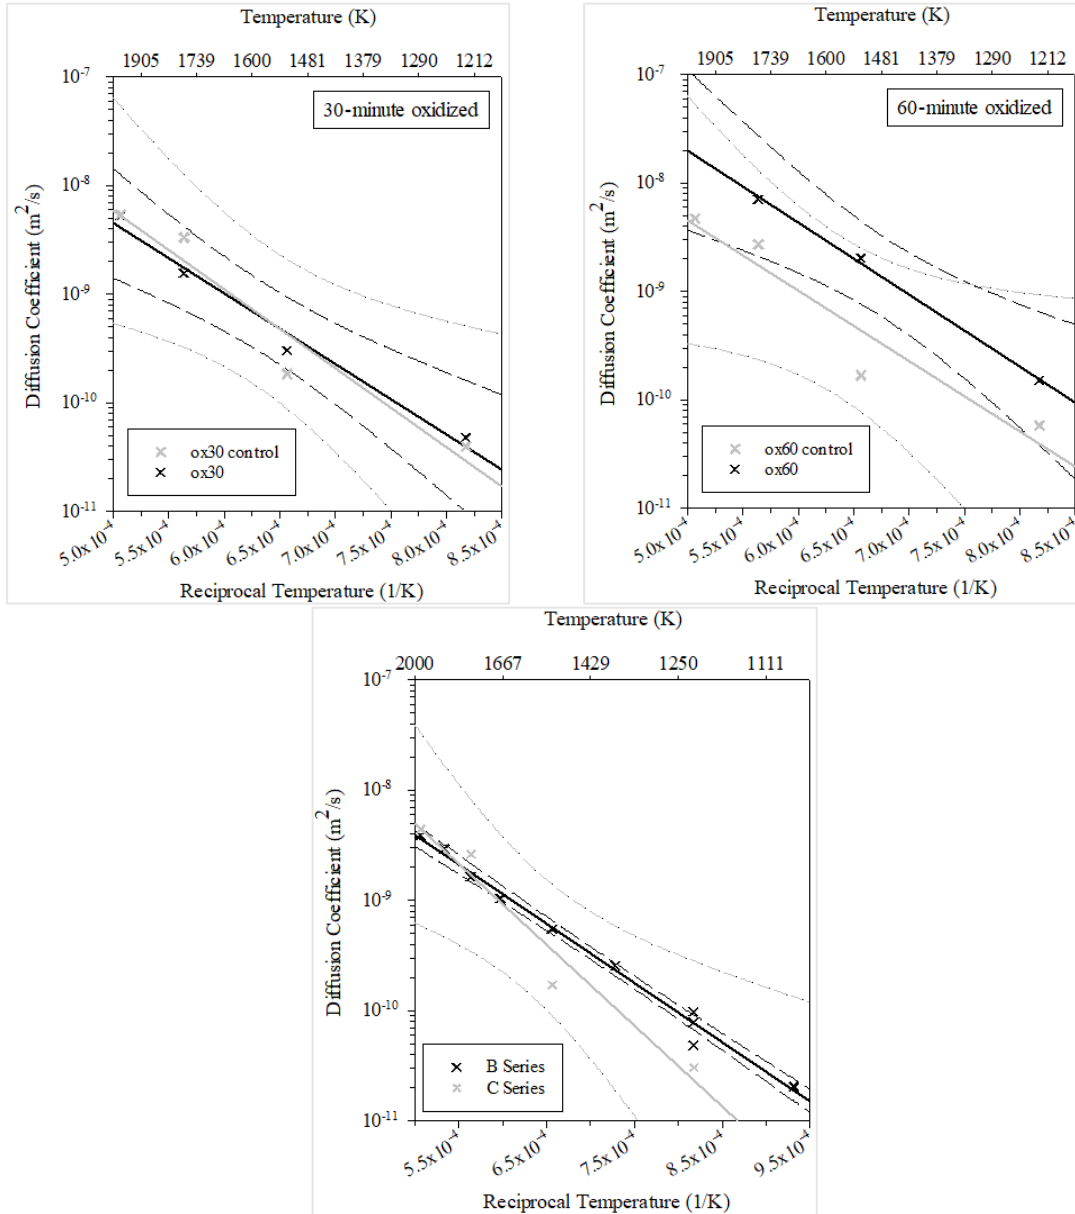 Temperature (K)
1905 1739 1600 1481 1379 1290 1212
30-minute oxidized
10^-7
10^-8
10^-9
10^-10
10^-11
Diffusion Coefficient (m^2/s)
ox30 control
ox30
5.0x10^-4 5.5x10^-4 6.0x10^-4 6.5x10^-4 7.0x10^-4 7.5x10^-4 8.0x10^-4 8.5x10^-4
Reciprocal Temperature (1/K)
Temperature (K)
1905 1739 1600 1481 1379 1290 1212
60-minute oxidized
10^-7
10^-8
10^-9
10^-10
10^-11
Diffusion Coefficient (m^2/s)
ox60 control
ox60
5.0x10^-4 5.5x10^-4 6.0x10^-4 6.5x10^-4 7.0x10^-4 7.5x10^-4 8.0x10^-4 8.5x10^-4
Reciprocal Temperature (1/K)
Temperature (K)
2000 1667 1429 1250 1111
10^-7
10^-8
10^-9
10^-10
10^-11
Diffusion Coefficient (m^2/s)
B Series
C Series
5.5x10^-4 6.5x10^-4 7.5x10^-4 8.5x10^-4 9.5x10^-4
Reciprocal Temperature (1/K)